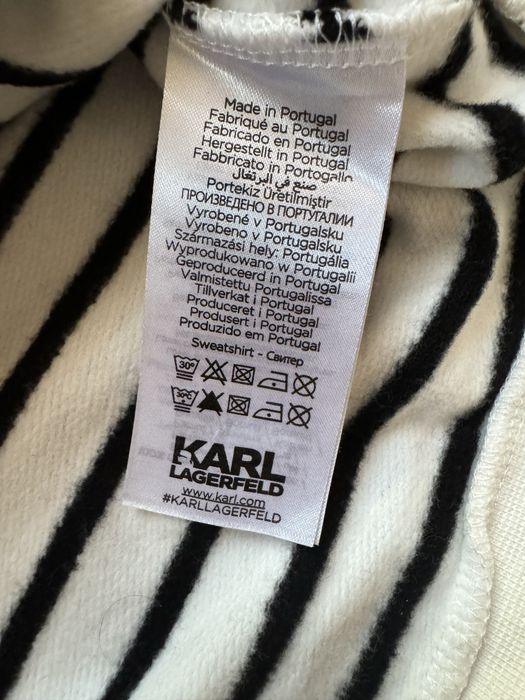 Made in Portugal
Fabriqué au Portugal
Fabricado en Portugal
Hergestellt in Portugal
Fabbricato in Portogallo
صنع في البرتغال
Portekiz Üretilmiştir
ПРОИЗВЕДЕНО В ПОРТУГАЛИИ
Vyrobené v Portugalsku
Vyrobeno v Portugalsku
Származási hely: Portugália
Wyprodukowano w Portugalii
Geproduceerd in Portugal
Valmistettu Portugalissa
Tillverkat i Portugal
Produceret i Portugal
Produsert i Portugal
Produzido em Portugal
Sweatshirt - Свитер
30°
30°C
KARL
LAGERFELD
www.karl.com
#KARLLAGERFELD